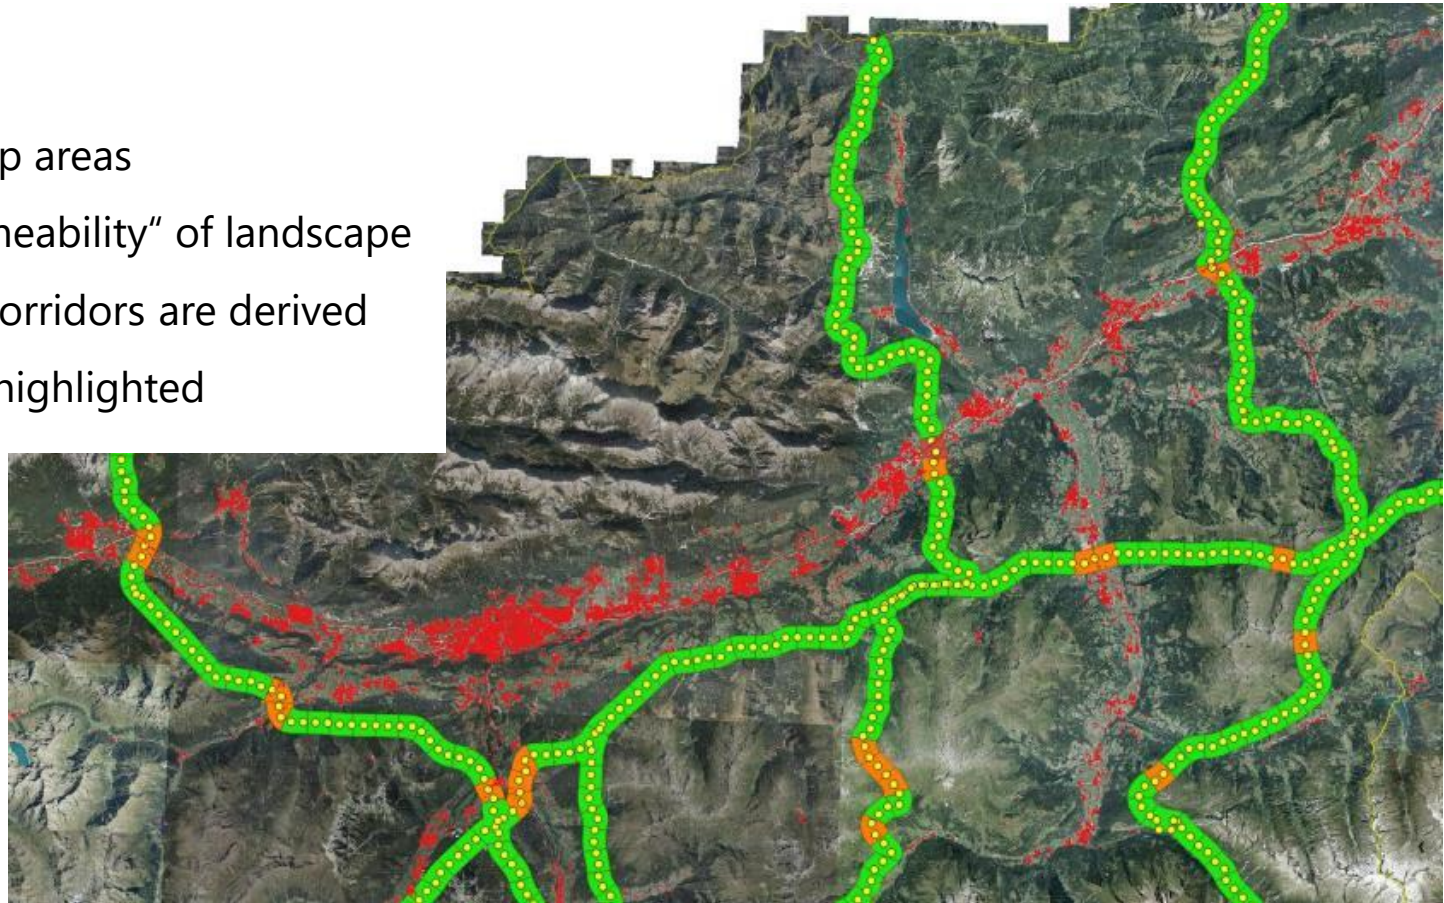 p areas
neability“ of landscape
orridors are derived
highlighted